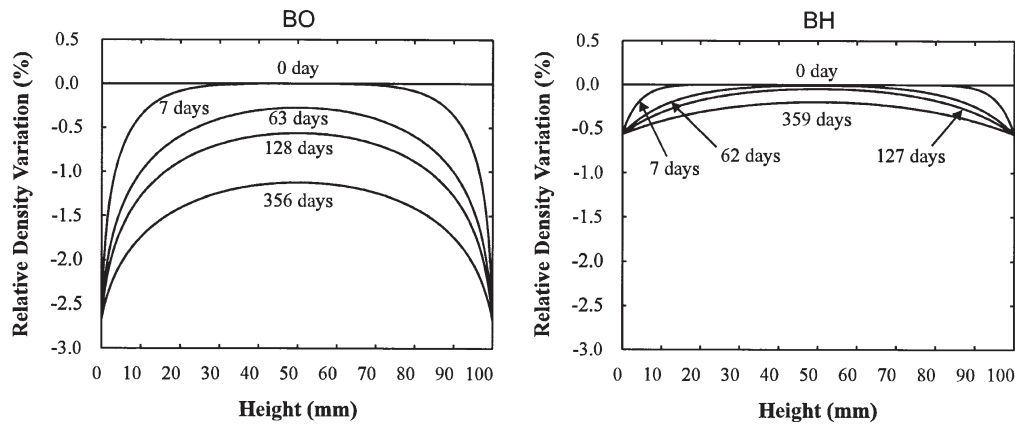 BO
Relative Density Variation (%)
0.5
0.0
-0.5
-1.0
-1.5
-2.0
-2.5
-3.0
0 day
7 days
63 days
128 days
356 days
0 10 20 30 40 50 60 70 80 90 100
Height (mm)
BH
Relative Density Variation (%)
0.5
0.0
-0.5
-1.0
-1.5
-2.0
-2.5
-3.0
0 day
359 days
62 days
127 days
7 days
0 10 20 30 40 50 60 70 80 90 100
Height (mm)